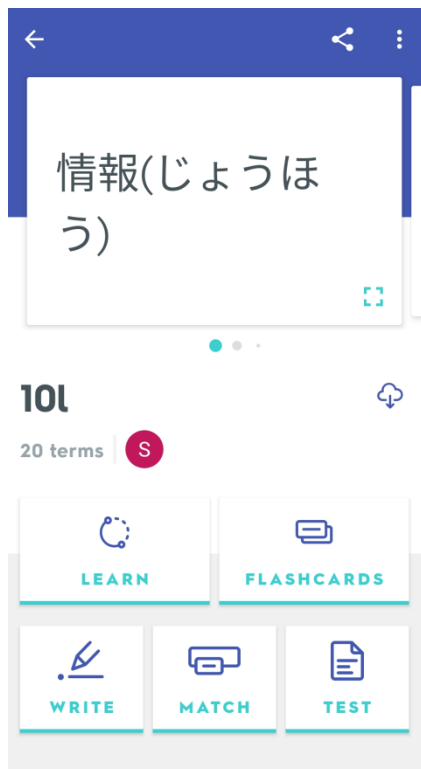 情報(じょうほ
う)
10l
20 terms
S
LEARN
FLASHCARDS
WRITE
MATCH
TEST